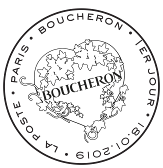 LA POSTE • PARIS • BOUCHERON • 1ER JOUR • 18.01.2019 •
BOUCHERON